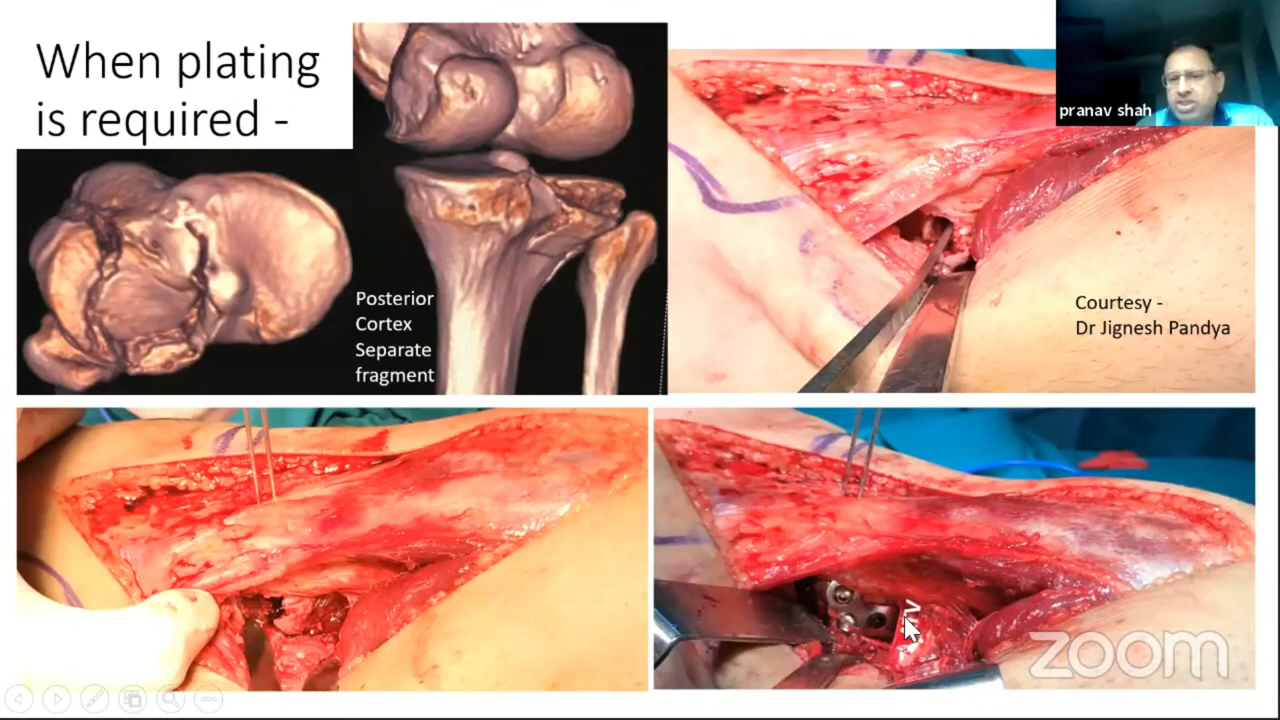 When plating
is required -
pranav shah
Posterior
Cortex
Separate
fragment
Courtesy -
Dr Jignesh Pandya
zoom